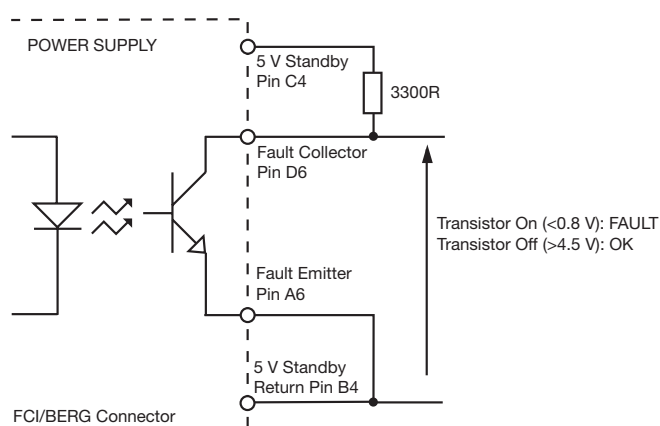 POWER SUPPLY
5 V Standby
Pin C4
3300R
Fault Collector
Pin D6
Transistor On (<0.8 V): FAULT
Transistor Off (>4.5 V): OK
Fault Emitter
Pin A6
5 V Standby
Return Pin B4
FCI/BERG Connector